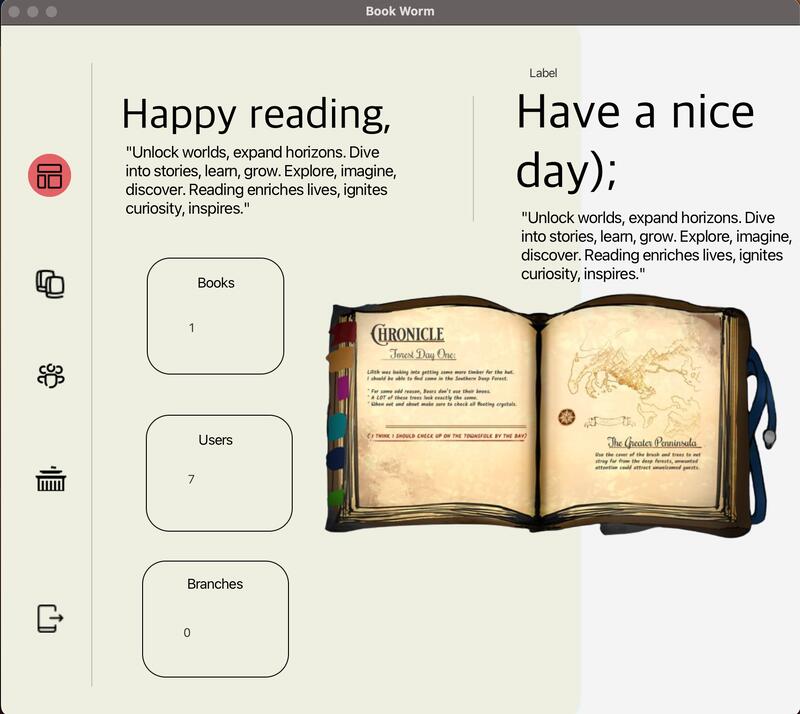 Book Worm
Happy reading,
"Unlock worlds, expand horizons. Dive
into stories, learn, grow. Explore, imagine,
discover. Reading enriches lives, ignites
curiosity, inspires."
Label
Have a nice
day);
"Unlock worlds, expand horizons. Dive
into stories, learn, grow. Explore, imagine,
discover. Reading enriches lives, ignites
curiosity, inspires."
Books
1
Users
7
Branches
0
CHRONICLE
Forest Day One:
Lilith was looking into getting some more timber for the hut.
I should be able to find some in the Southern Deep Forest.
* For some odd reason, Bears don't use their bones.
* A LOT of these trees look exactly the same.
* When out and about make sure to check all floating crystals.
( I THINK I SHOULD CHECK UP ON THE TOWNSFOLK BY THE BAY)
The Greater Penninsula
Use the cover of the brush and trees to not
stray far from the deep forests, unwanted
attention could attract unwelcomed guests.